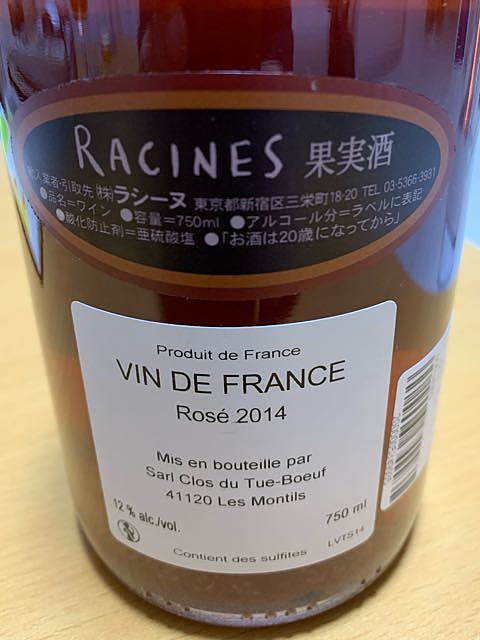 RACINES 果実酒
輸入業者・引取先 ㈱ラシーヌ 東京都新宿区三栄町18-20 TEL 03-5366-3931
●品名=ワイン ●容量=750ml ●アルコール分=ラベルに表記
●酸化防止剤=亜硫酸塩 ●「お酒は20歳になってから」
Produit de France
VIN DE FRANCE
Rosé 2014
Mis en bouteille par
Sarl Clos du Tue-Boeuf
41120 Les Montils
12 % alc./vol.
750 ml
LVTS14
Contient des sulfites